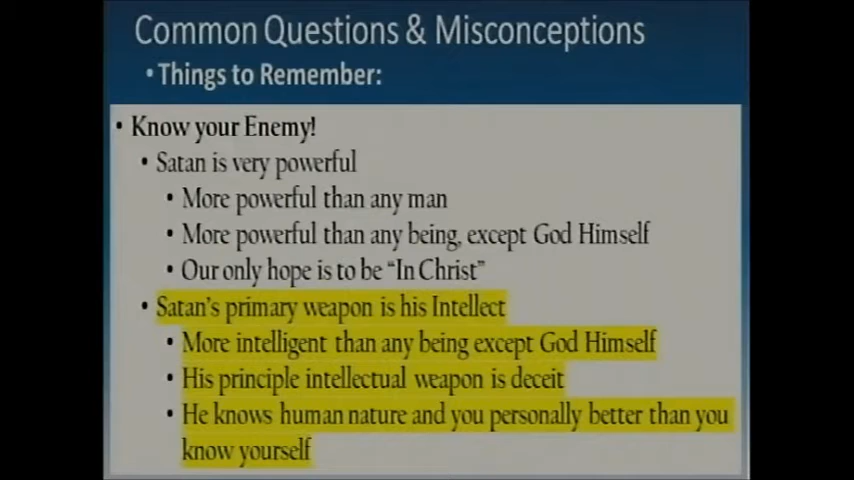 Common Questions & Misconceptions
• Things to Remember:
• Know your Enemy!
• Satan is very powerful
• More powerful than any man
• More powerful than any being, except God Himself
• Our only hope is to be “In Christ”
• Satan’s primary weapon is his Intellect
• More intelligent than any being except God Himself
• His principle intellectual weapon is deceit
• He knows human nature and you personally better than you
know yourself